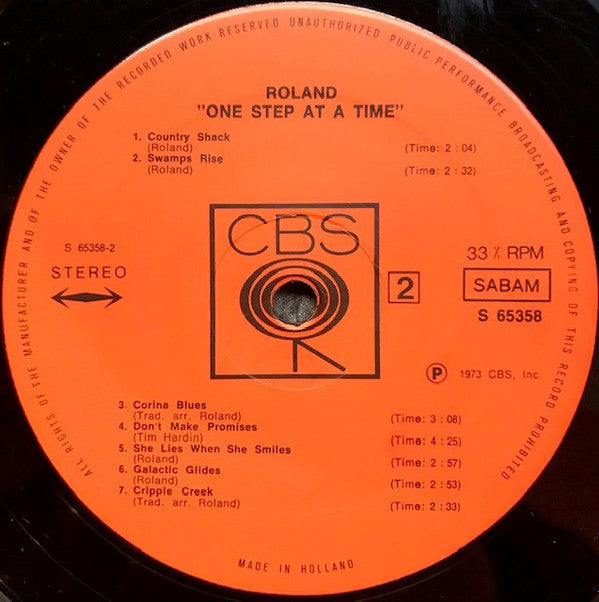 ALL RIGHTS OF THE MANUFACTURER AND OF THE OWNER OF THE RECORDED WORK RESERVED UNAUTHORIZED PUBLIC PERFORMANCE BROADCASTING AND COPYING OF THIS RECORD PROHIBITED
ROLAND
"ONE STEP AT A TIME"
1. Country Shack
(Roland) (Time: 2 : 04)
2. Swamps Rise
(Roland) (Time: 2 : 32)
CBS
S 65358-2
STEREO
33⅓ RPM
2
SABAM
S 65358
℗ 1973 CBS, Inc.
3. Corina Blues
(Trad. arr. Roland) (Time: 3 : 08)
4. Don't Make Promises
(Tim Hardin) (Time: 4 : 25)
5. She Lies When She Smiles
(Roland) (Time: 2 : 57)
6. Galactic Glides
(Roland) (Time: 2 : 53)
7. Cripple Creek
(Trad. arr. Roland) (Time: 2 : 33)
MADE IN HOLLAND